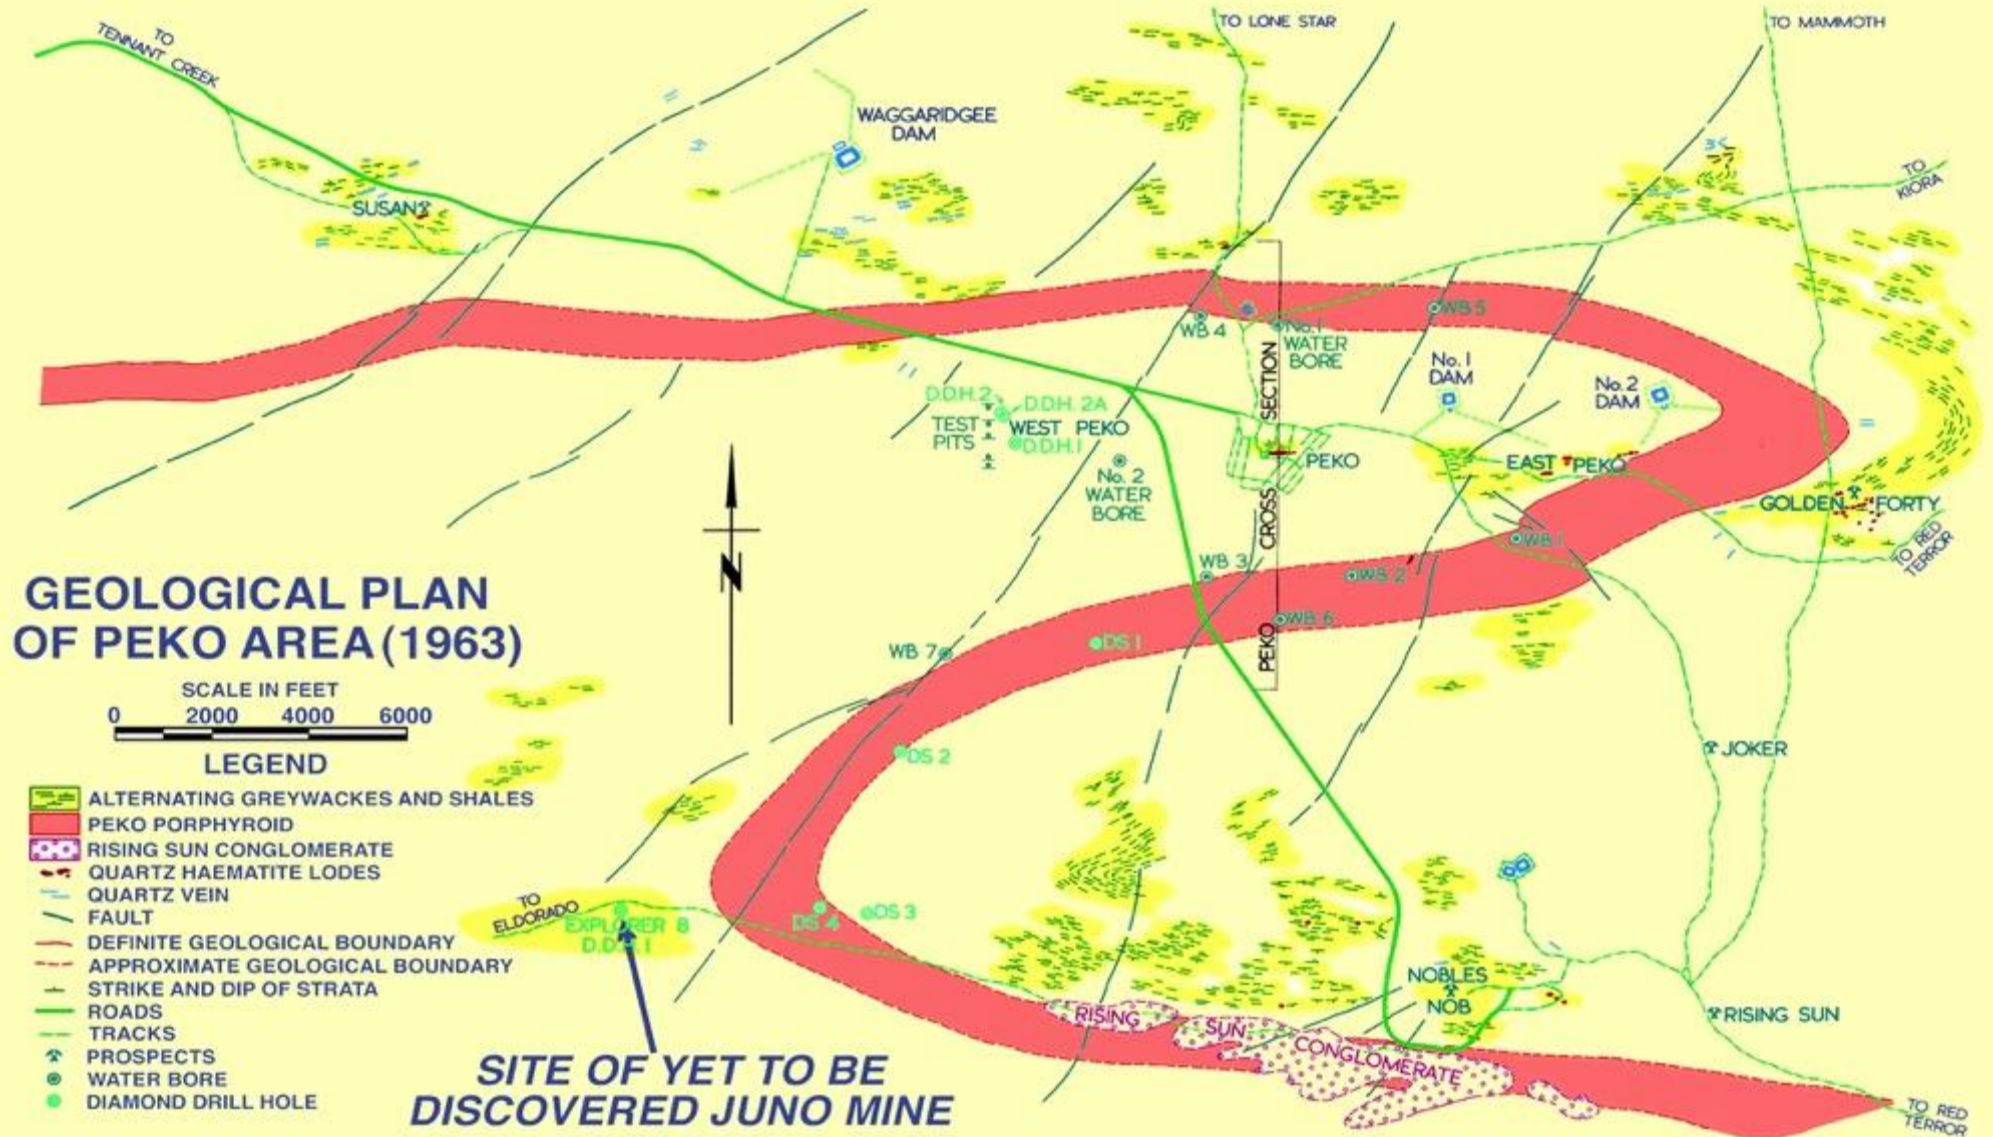 TO
TENNANT CREEK
TO LONE STAR
TO MAMMOTH
WAGGARIDGEE
DAM
TO
KIORA
SUSAN
WB 4
No. 1
WATER
BORE
WB 5
No. 1
DAM
No. 2
DAM
D.D.H. 2
D.D.H. 2A
TEST
PITS
WEST PEKO
D.D.H. 1
No. 2
WATER
BORE
PEKO
EAST PEKO
GOLDEN FORTY
TO RED
TERROR
PEKO CROSS SECTION
WB 1
WB 3
WB 2
WB 6
WB 7
DS 1
DS 2
GEOLOGICAL PLAN
OF PEKO AREA (1963)
SCALE IN FEET
0 2000 4000 6000
LEGEND
ALTERNATING GREYWACKES AND SHALES
PEKO PORPHYROID
RISING SUN CONGLOMERATE
QUARTZ HAEMATITE LODES
QUARTZ VEIN
FAULT
DEFINITE GEOLOGICAL BOUNDARY
APPROXIMATE GEOLOGICAL BOUNDARY
STRIKE AND DIP OF STRATA
ROADS
TRACKS
PROSPECTS
WATER BORE
DIAMOND DRILL HOLE
N
JOKER
TO
ELDORADO
EXPLORER 8
D.D.H. 1
DS 4
DS 3
NOBLES
NOB
RISING SUN
RISING SUN CONGLOMERATE
SITE OF YET TO BE
DISCOVERED JUNO MINE
TO RED
TERROR